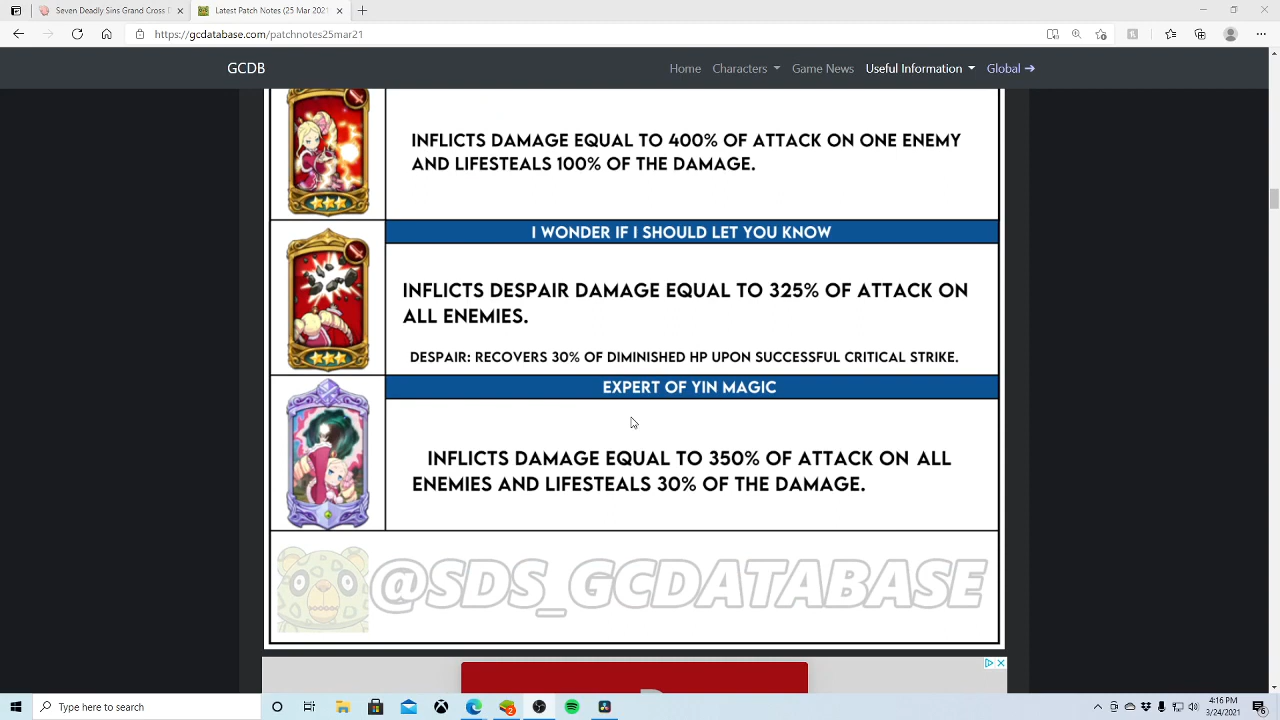 Seven Deadly Sins Grand Cross D
Latest Patch Notes (25 Mar 2021
https://gcdatabase.com/patchnotes25mar21
GCDB
Home Characters Game News Useful Information Global
INFLICTS DAMAGE EQUAL TO 400% OF ATTACK ON ONE ENEMY
AND LIFESTEALS 100% OF THE DAMAGE.
I WONDER IF I SHOULD LET YOU KNOW
INFLICTS DESPAIR DAMAGE EQUAL TO 325% OF ATTACK ON
ALL ENEMIES.
DESPAIR: RECOVERS 30% OF DIMINISHED HP UPON SUCCESSFUL CRITICAL STRIKE.
EXPERT OF YIN MAGIC
INFLICTS DAMAGE EQUAL TO 350% OF ATTACK ON ALL
ENEMIES AND LIFESTEALS 30% OF THE DAMAGE.
@SDS_GCDATABASE
Type here to search
2
4:16 PM
3/24/2021
6